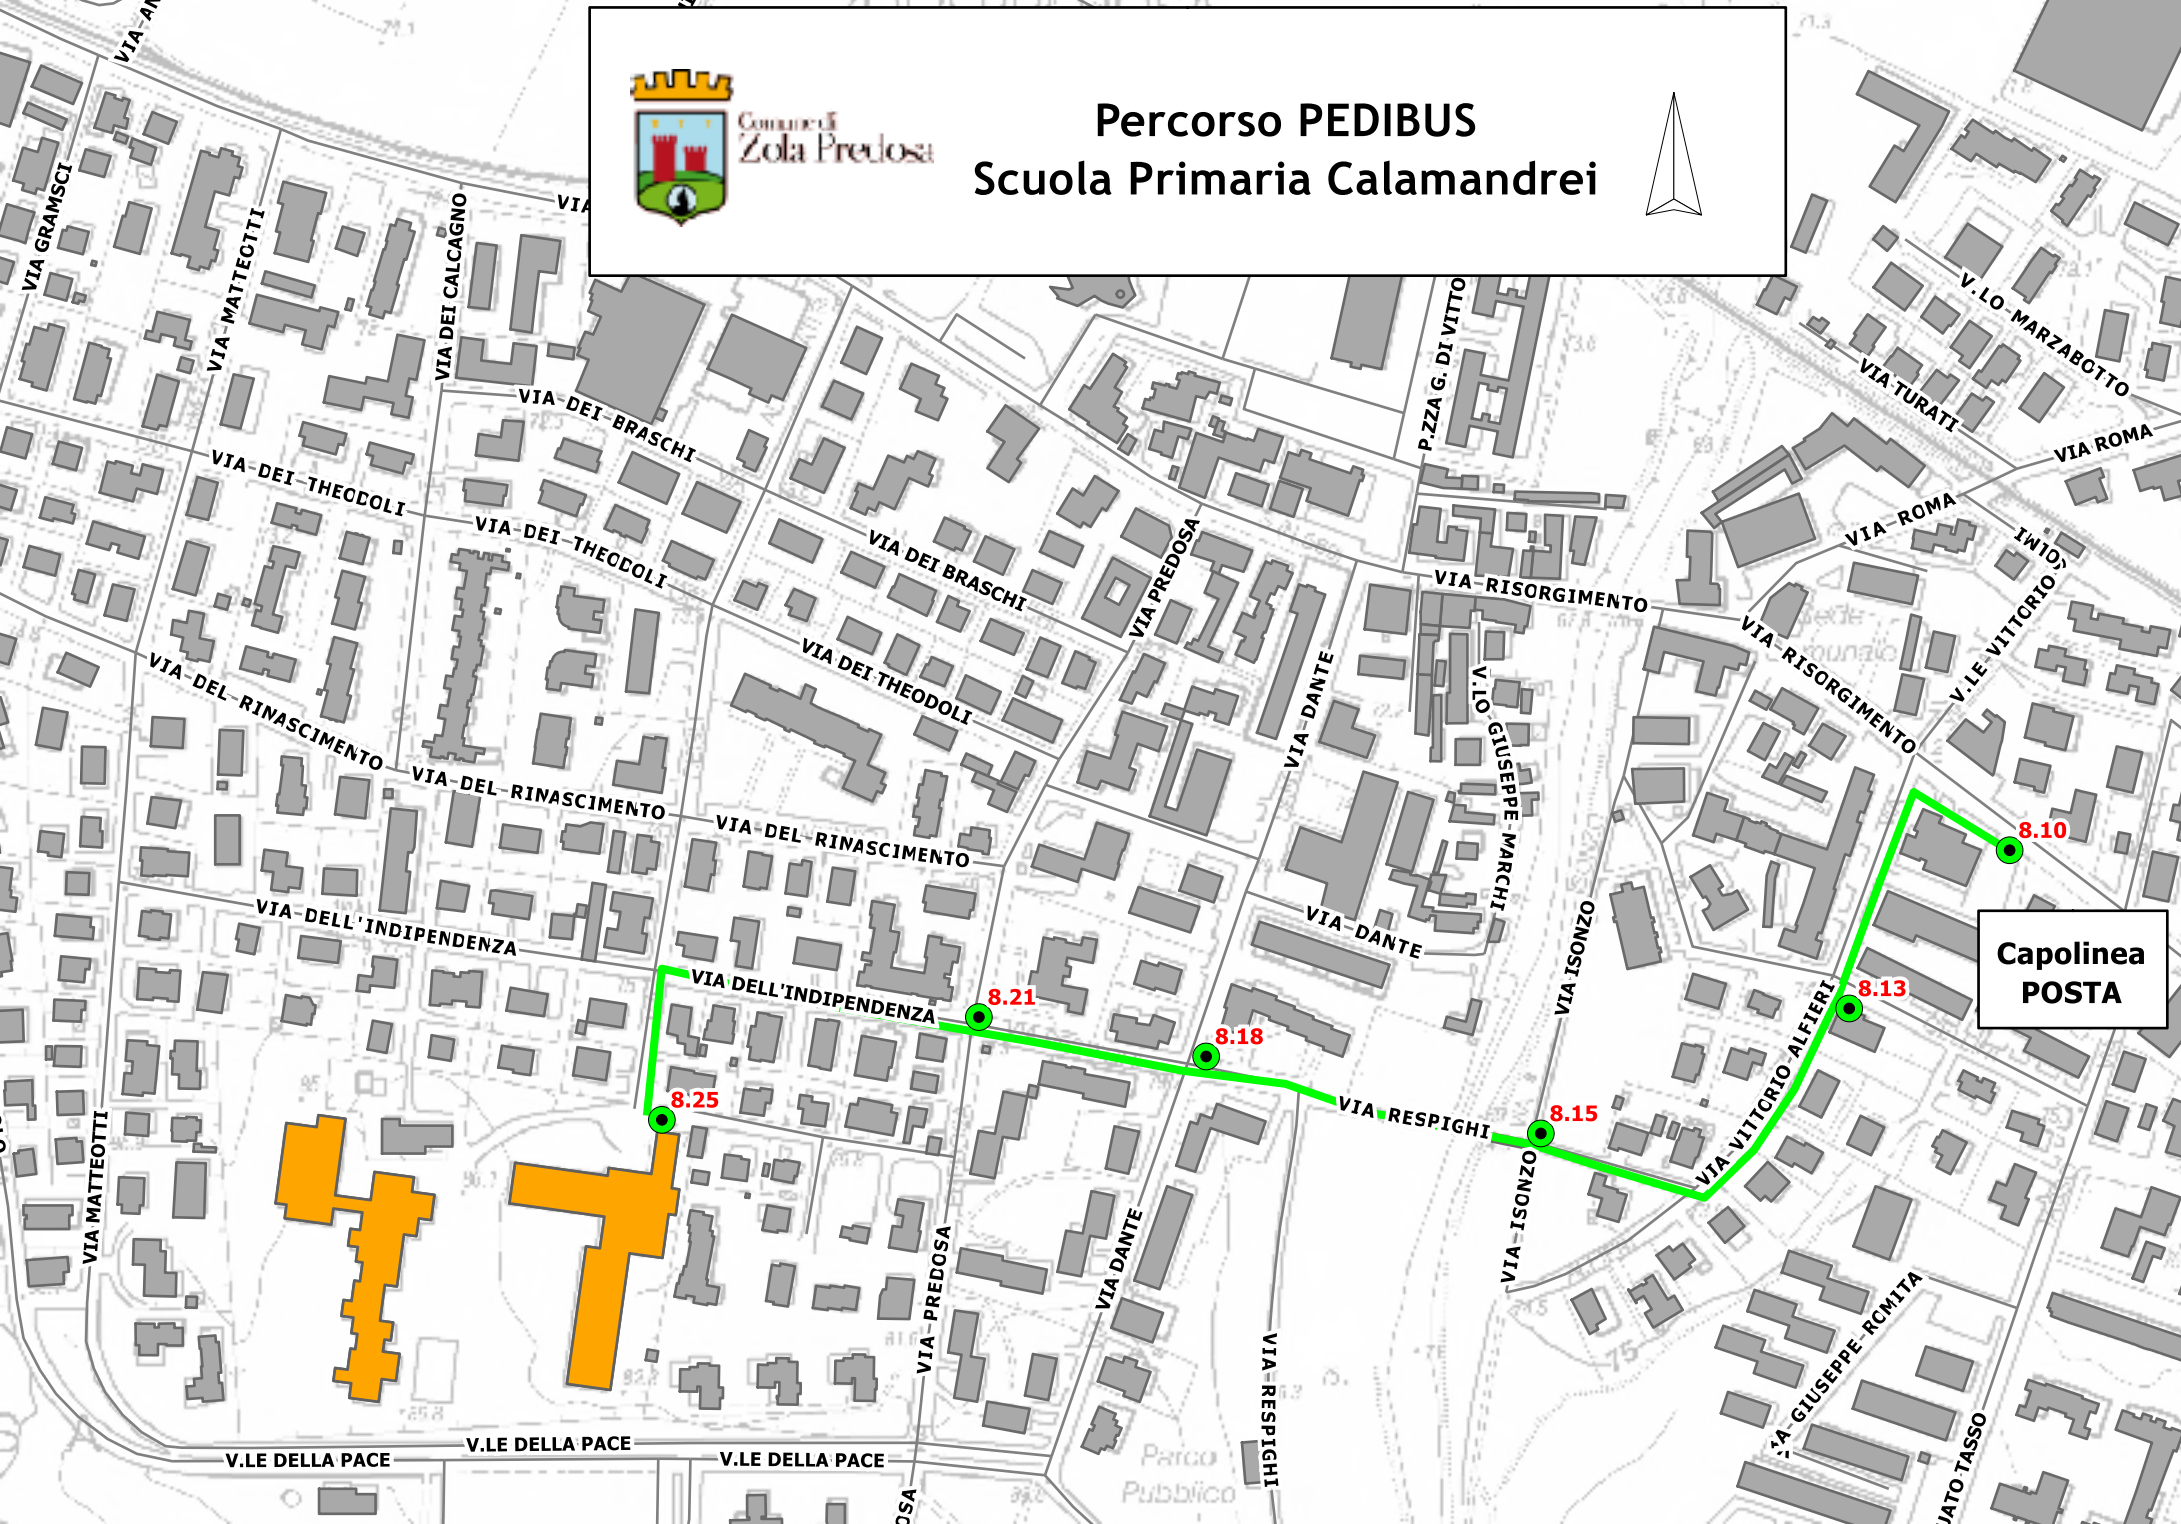 Comune di
Zola Predosa
Percorso PEDIBUS
Scuola Primaria Calamandrei
VIA GRAMSCI
VIA MATTEOTTI
VIA DEI CALCAGNO
VIA
P.ZZA G. DI VITTO
V.LO MARZABOTTO
VIA TURATI
VIA ROMA
VIA ROMA
VIA DEI BRASCHI
VIA DEI THEODOLI
VIA DEI THEODOLI
VIA DEI BRASCHI
VIA PREDOSA
VIA RISORGIMENTO
VIA RISORGIMENTO
V.LE VITTORIO
VIA DEI THEODOLI
VIA DANTE
V.LO GIUSEPPE MARCHI
VIA DEL RINASCIMENTO
VIA DEL RINASCIMENTO
VIA DEL RINASCIMENTO
8.10
VIA DELL'INDIPENDENZA
VIA DANTE
VIA ISONZO
Capolinea
POSTA
VIA DELL'INDIPENDENZA
8.21
8.18
8.13
VIA VITTORIO ALFIERI
8.25
VIA RESPIGHI
8.15
VIA MATTEOTTI
VIA ISONZO
VIA PREDOSA
VIA DANTE
VIA RESPIGHI
VIA GIUSEPPE ROMITA
UATO TASSO
V.LE DELLA PACE
V.LE DELLA PACE
V.LE DELLA PACE
OSA
Parco
Pubblico